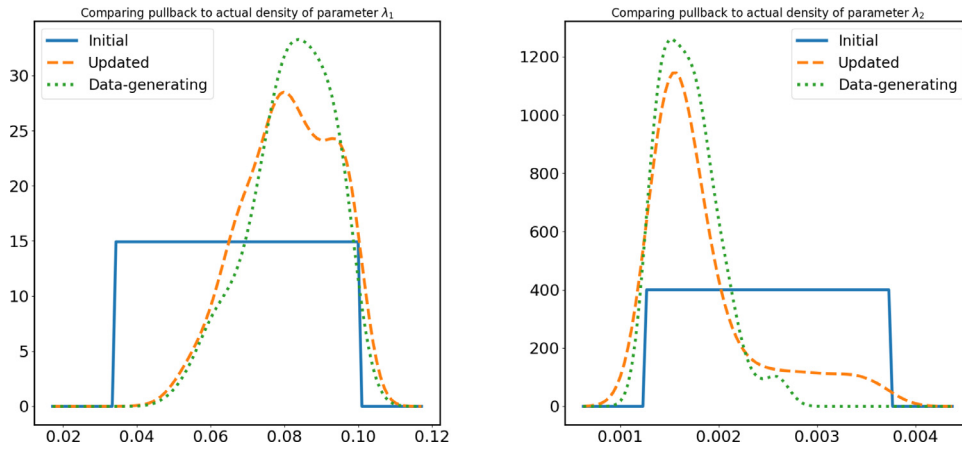 Comparing pullback to actual density of parameter λ₁
Initial
Updated
Data-generating
30
25
20
15
10
5
0
0.02 0.04 0.06 0.08 0.10 0.12
Comparing pullback to actual density of parameter λ₂
Initial
Updated
Data-generating
1200
1000
800
600
400
200
0
0.001 0.002 0.003 0.004